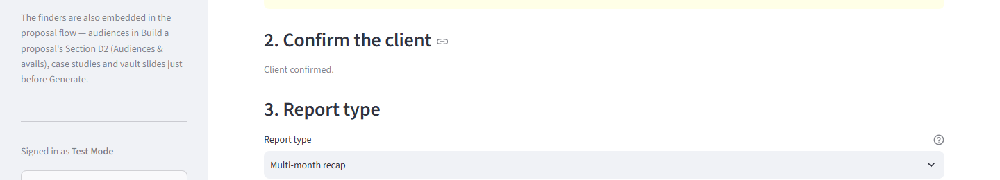 The finders are also embedded in the
proposal flow — audiences in Build a
proposal's Section D2 (Audiences &
avails), case studies and vault slides just
before Generate.
Signed in as Test Mode
2. Confirm the client
Client confirmed.
3. Report type
Report type
Multi-month recap